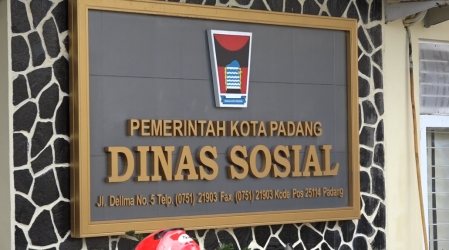 PEMERINTAH KOTA PADANG
DINAS SOSIAL
Jl. Delima No. 5 Telp. (0751) 21903 Fax. (0751) 21903 Kode Pos 25114 Padang